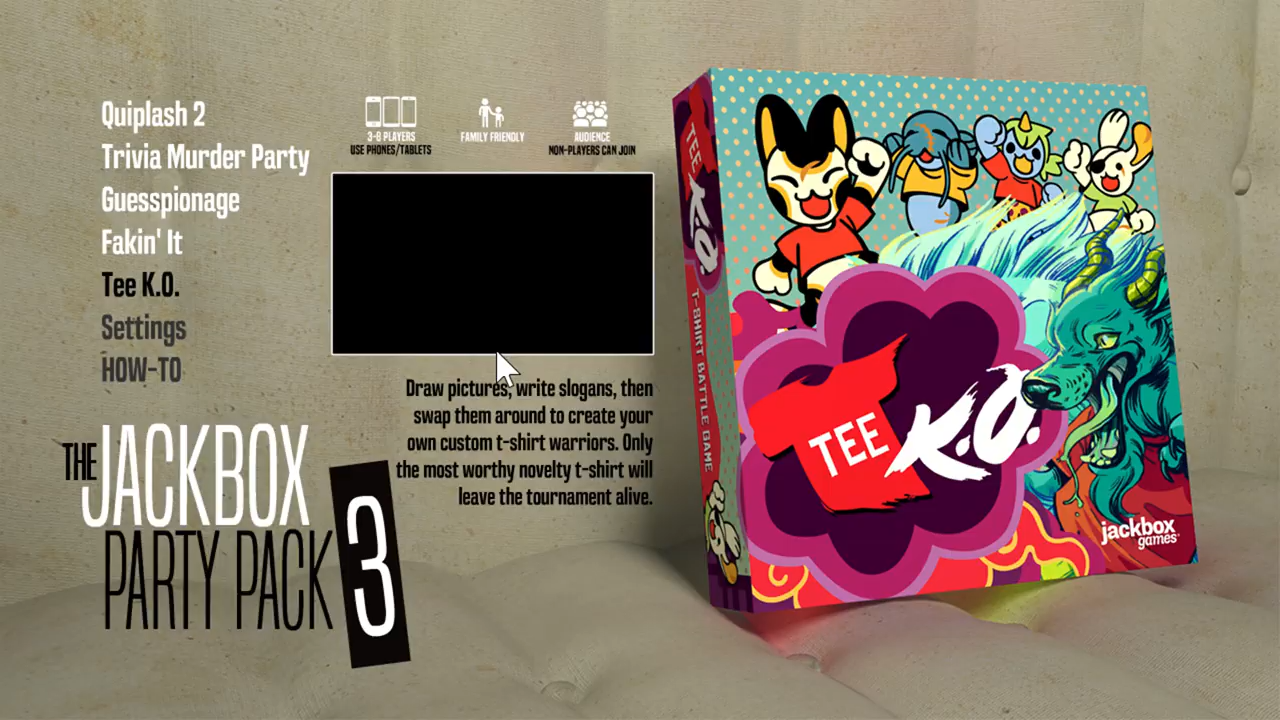 Quiplash 2
Trivia Murder Party
Guesspionage
Fakin' It
Tee K.O.
Settings
HOW-TO
3-8 PLAYERS
USE PHONES/TABLETS
FAMILY FRIENDLY
AUDIENCE
NON-PLAYERS CAN JOIN
Draw pictures, write slogans, then
swap them around to create your
own custom t-shirt warriors. Only
the most worthy novelty t-shirt will
leave the tournament alive.
THE JACKBOX
PARTY PACK 3
TEE K.O.
T-SHIRT BATTLE GAME
TEE K.O.
jackbox
games